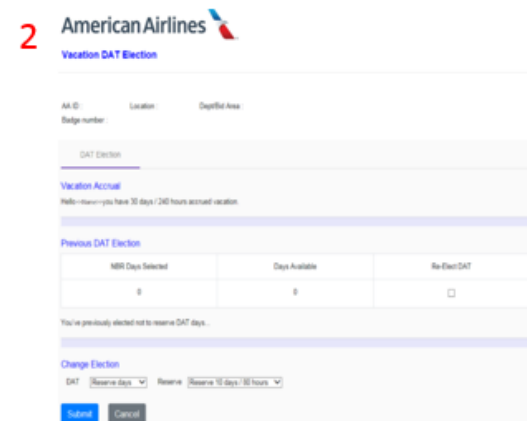 2
American Airlines
Vacation DAT Election
AA ID : Location : Dept/Bid Area :
Badge number :
DAT Election
Vacation Accrual
Hello <Name> you have 30 days / 240 hours accrued vacation.
Previous DAT Election
NBR Days Selected Days Available Re-Elect DAT
0 0
You've previously elected not to reserve DAT days..
Change Election
DAT Reserve days Reserve Reserve 10 days / 80 hours
Submit Cancel